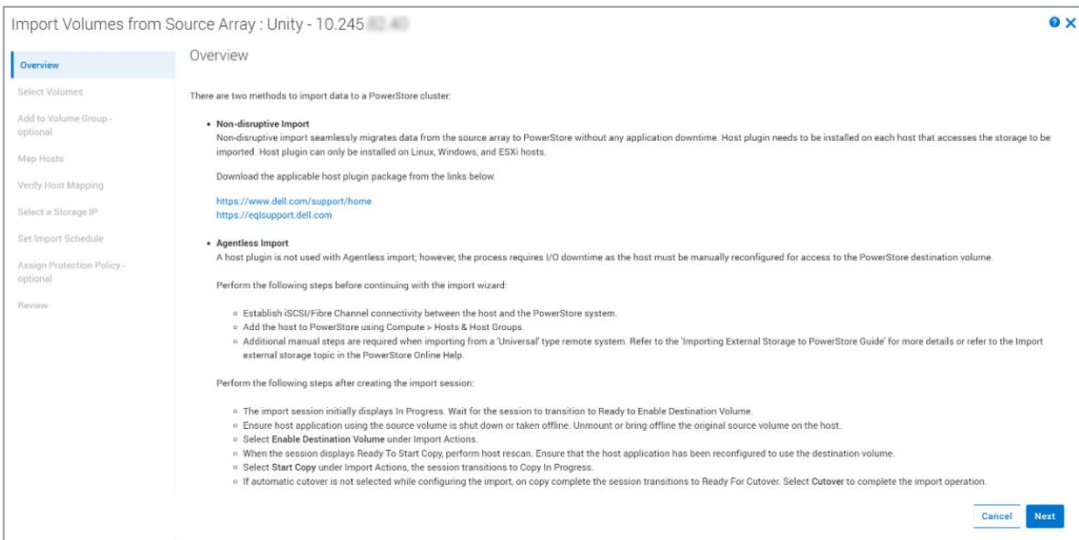 Import Volumes from Source Array : Unity - 10.245
Overview
Select Volumes
Add to Volume Group -
optional
Map Hosts
Verify Host Mapping
Select a Storage IP
Set Import Schedule
Assign Protection Policy -
optional
Review
Overview
There are two methods to import data to a PowerStore cluster:
• Non-disruptive Import
Non-disruptive import seamlessly migrates data from the source array to PowerStore without any application downtime. Host plugin needs to be installed on each host that accesses the storage to be
imported. Host plugin can only be installed on Linux, Windows, and ESXi hosts.
Download the applicable host plugin package from the links below.
https://www.dell.com/support/home
https://eqlsupport.dell.com
• Agentless Import
A host plugin is not used with Agentless import; however, the process requires I/O downtime as the host must be manually reconfigured for access to the PowerStore destination volume.
Perform the following steps before continuing with the import wizard:
○ Establish iSCSI/Fibre Channel connectivity between the host and the PowerStore system.
○ Add the host to PowerStore using Compute > Hosts & Host Groups.
○ Additional manual steps are required when importing from a 'Universal' type remote system. Refer to the 'Importing External Storage to PowerStore Guide' for more details or refer to the Import
external storage topic in the PowerStore Online Help.
Perform the following steps after creating the import session:
○ The import session initially displays In Progress. Wait for the session to transition to Ready to Enable Destination Volume.
○ Ensure host application using the source volume is shut down or taken offline. Unmount or bring offline the original source volume on the host.
○ Select Enable Destination Volume under Import Actions.
○ When the session displays Ready To Start Copy, perform host rescan. Ensure that the host application has been reconfigured to use the destination volume.
○ Select Start Copy under Import Actions, the session transitions to Copy In Progress.
○ If automatic cutover is not selected while configuring the import, on copy complete the session transitions to Ready For Cutover. Select Cutover to complete the import operation.
Cancel
Next